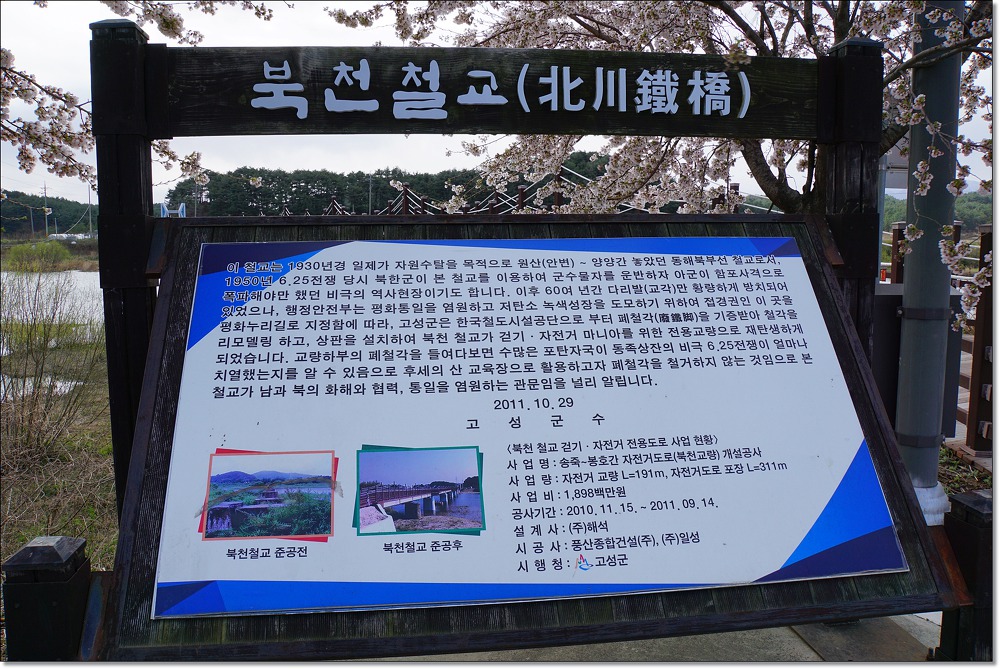 북천철교(北川鐵橋)
이 철교는 1930년경 일제가 자원수탈을 목적으로 원산(안변) ~ 양양간 놓았던 동해북부선 철교로서,
1950년 6.25전쟁 당시 북한군이 본 철교를 이용하여 군수물자를 운반하자 아군이 함포사격으로
폭파해야만 했던 비극의 역사현장이기도 합니다. 이후 60여 년간 다리발(교각)만 황량하게 방치되어
있었으나, 행정안전부는 평화통일을 염원하고 저탄소 녹색성장을 도모하기 위하여 접경권인 이 곳을
평화누리길로 지정함에 따라, 고성군은 한국철도시설공단으로 부터 폐철각(廢鐵脚)을 기증받아 철각을
리모델링 하고, 상판을 설치하여 북천 철교가 걷기 · 자전거 마니아를 위한 전용교량으로 재탄생하게
되었습니다. 교량하부의 폐철각을 들여다보면 수많은 포탄자국이 동족상잔의 비극 6.25전쟁이 얼마나
치열했는지를 알 수 있음으로 후세의 산 교육장으로 활용하고자 폐철각을 철거하지 않는 것임으로 본
철교가 남과 북의 화해와 협력, 통일을 염원하는 관문임을 널리 알립니다.
2011. 10. 29
고 성 군 수
〈북천 철교 걷기 · 자전거 전용도로 사업 현황〉
사 업 명 : 송죽~봉호간 자전거도로(북천교량) 개설공사
사 업 량 : 자전거 교량 L=191m, 자전거도로 포장 L=311m
사 업 비 : 1,898백만원
공사기간 : 2010. 11. 15. ~ 2011. 09. 14.
설 계 사 : (주)해석
시 공 사 : 풍산종합건설(주), (주)일성
시 행 청 : 고성군
북천철교 준공전
북천철교 준공후